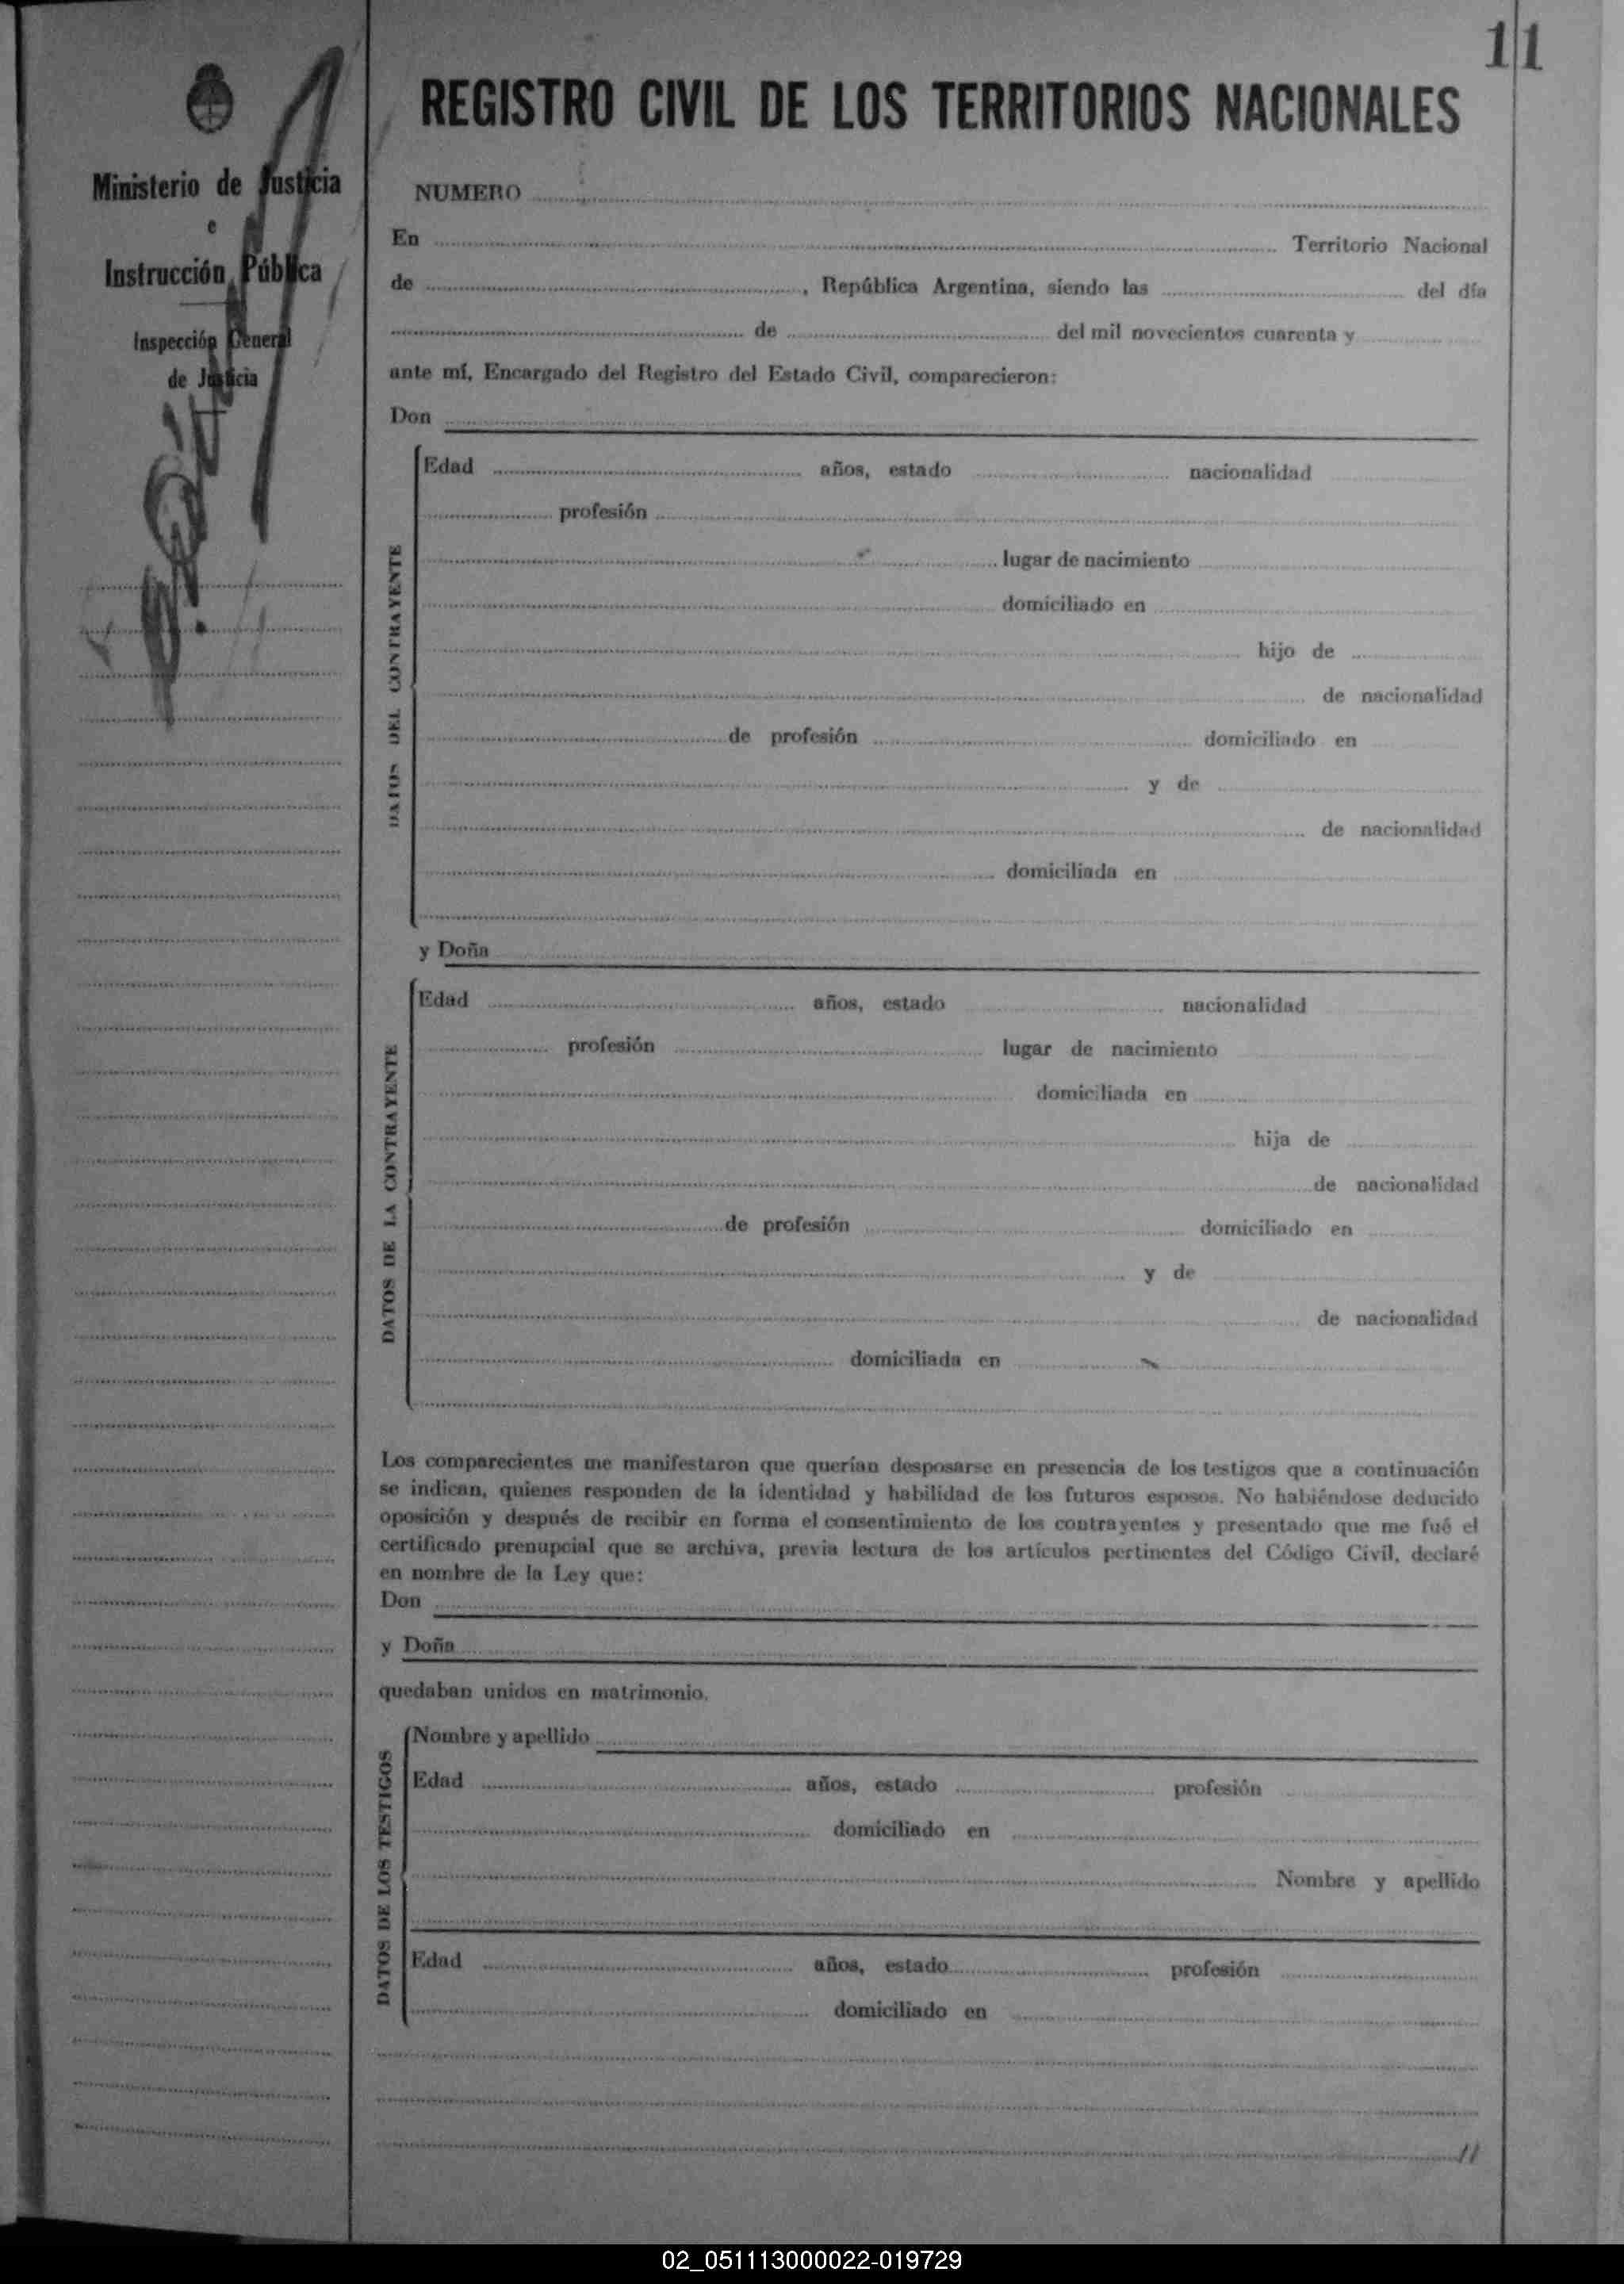 11
REGISTRO CIVIL DE LOS TERRITORIOS NACIONALES
Ministerio de Justicia
e
Instrucción Pública
Inspección General
de Justicia
NUMERO
En Territorio Nacional
de , República Argentina, siendo las del día
de del mil novecientos cuarenta y
ante mí, Encargado del Registro del Estado Civil, comparecieron:
Don
DATOS DEL CONTRAYENTE
Edad años, estado nacionalidad
profesión
lugar de nacimiento
domiciliado en
hijo de
de nacionalidad
de profesión domiciliado en
y de
de nacionalidad
domiciliada en
y Doña
DATOS DE LA CONTRAYENTE
Edad años, estado nacionalidad
profesión lugar de nacimiento
domiciliada en
hija de
de nacionalidad
de profesión domiciliado en
y de
de nacionalidad
domiciliada en
Los comparecientes me manifestaron que querían desposarse en presencia de los testigos que a continuación
se indican, quienes responden de la identidad y habilidad de los futuros esposos. No habiéndose deducido
oposición y después de recibir en forma el consentimiento de los contrayentes y presentado que me fué el
certificado prenupcial que se archiva, previa lectura de los artículos pertinentes del Código Civil, declaré
en nombre de la Ley que:
Don
y Doña
quedaban unidos en matrimonio.
DATOS DE LOS TESTIGOS
Nombre y apellido
Edad años, estado profesión
domiciliado en
Nombre y apellido
Edad años, estado profesión
domiciliado en
//
02_051113000022-019729